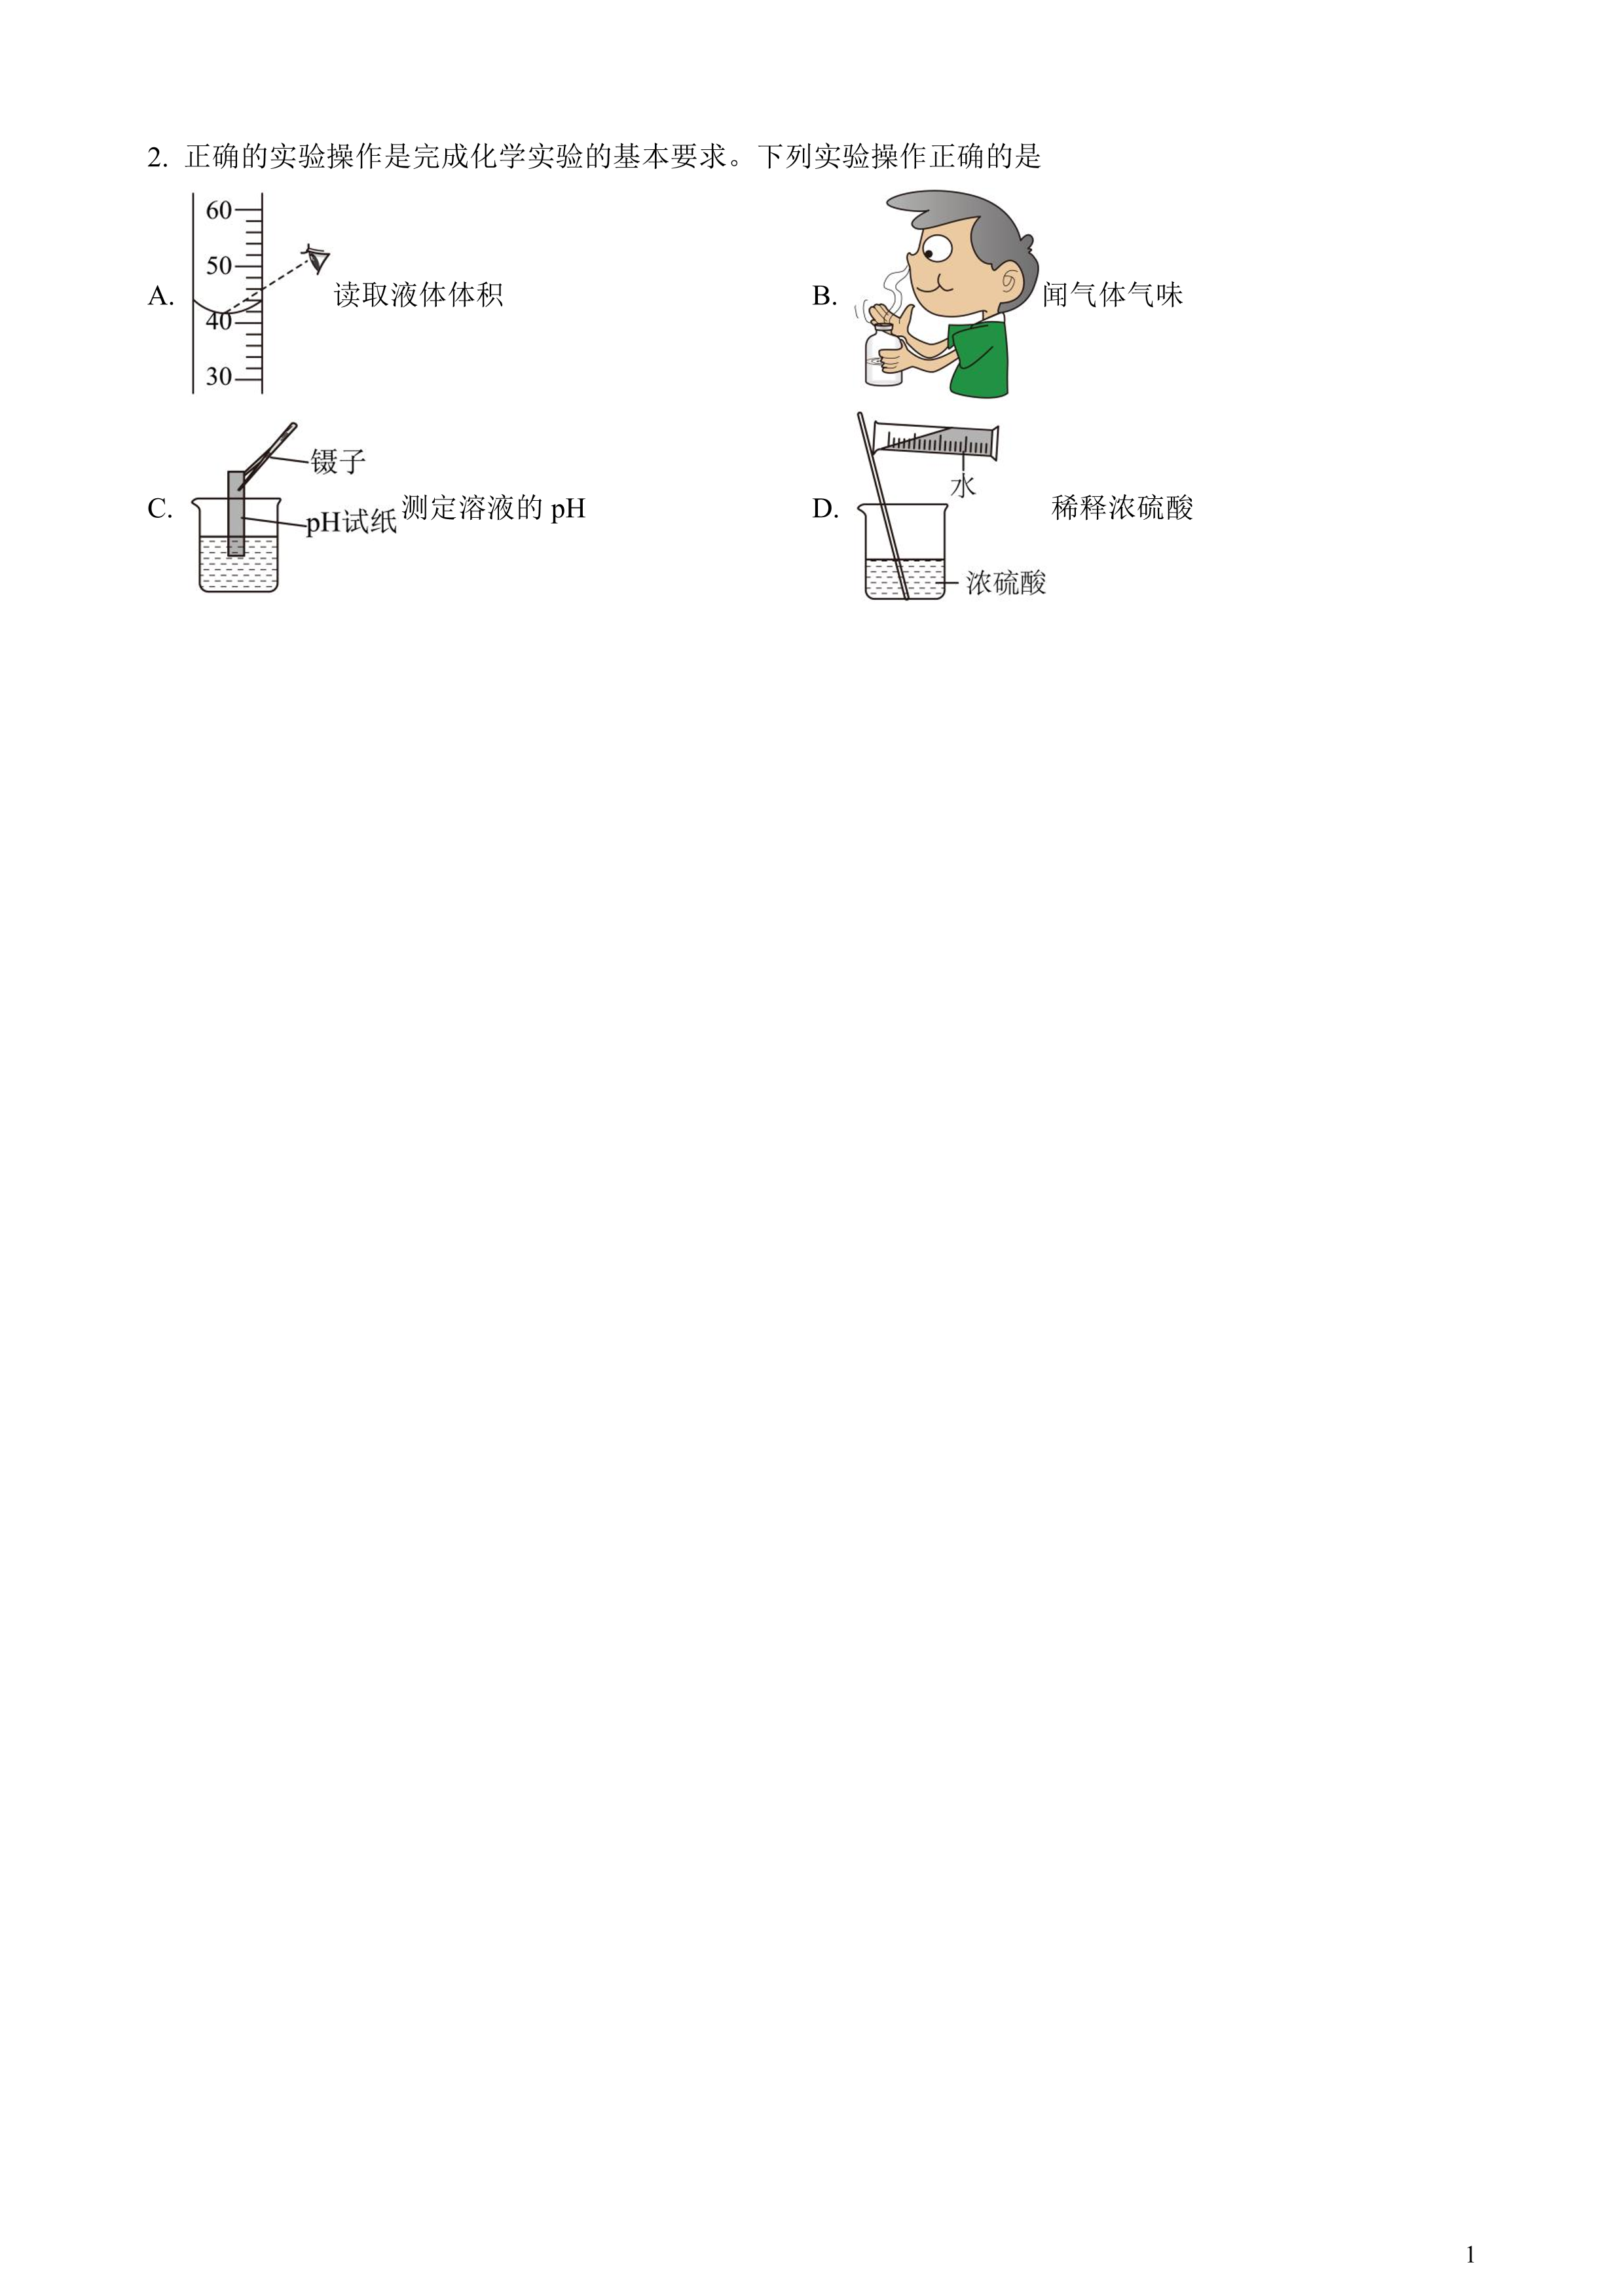 2. 正确的实验操作是完成化学实验的基本要求。下列实验操作正确的是
60
50
40
30
A. 读取液体体积
B. 闻气体气味
镊子
pH试纸
C. 测定溶液的 pH
水
浓硫酸
D. 稀释浓硫酸
1